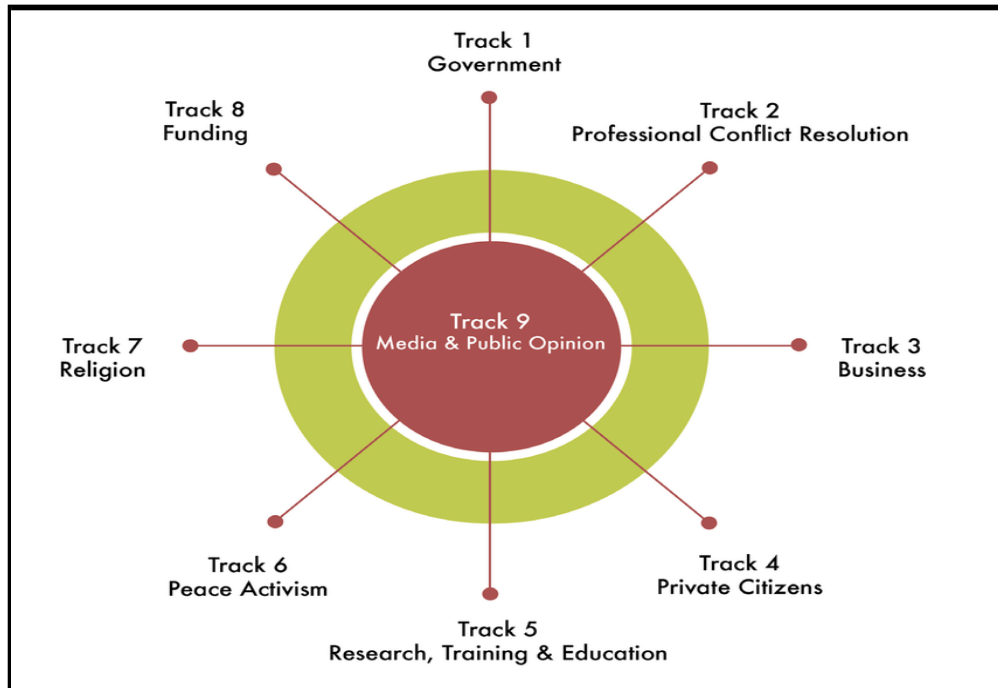 Track 1
Government
Track 2
Professional Conflict Resolution
Track 3
Business
Track 4
Private Citizens
Track 5
Research, Training & Education
Track 6
Peace Activism
Track 7
Religion
Track 8
Funding
Track 9
Media & Public Opinion